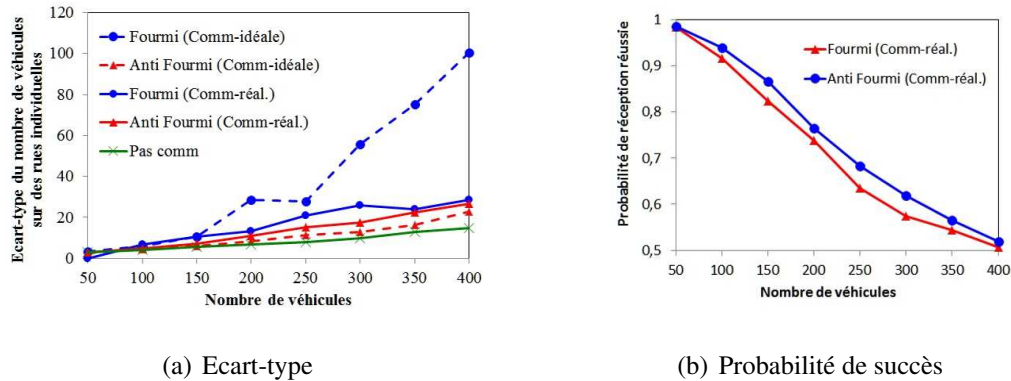 Ecart-type du nombre de véhicules
sur des rues individuelles
120
100
80
60
40
20
0
Fourmi (Comm-idéale)
Anti Fourmi (Comm-idéale)
Fourmi (Comm-réal.)
Anti Fourmi (Comm-réal.)
Pas comm
50 100 150 200 250 300 350 400
Nombre de véhicules
(a) Ecart-type
Probabilité de réception réussie
1
0,9
0,8
0,7
0,6
0,5
Fourmi (Comm-réal.)
Anti Fourmi (Comm-réal.)
50 100 150 200 250 300 350 400
Nombre de véhicules
(b) Probabilité de succès